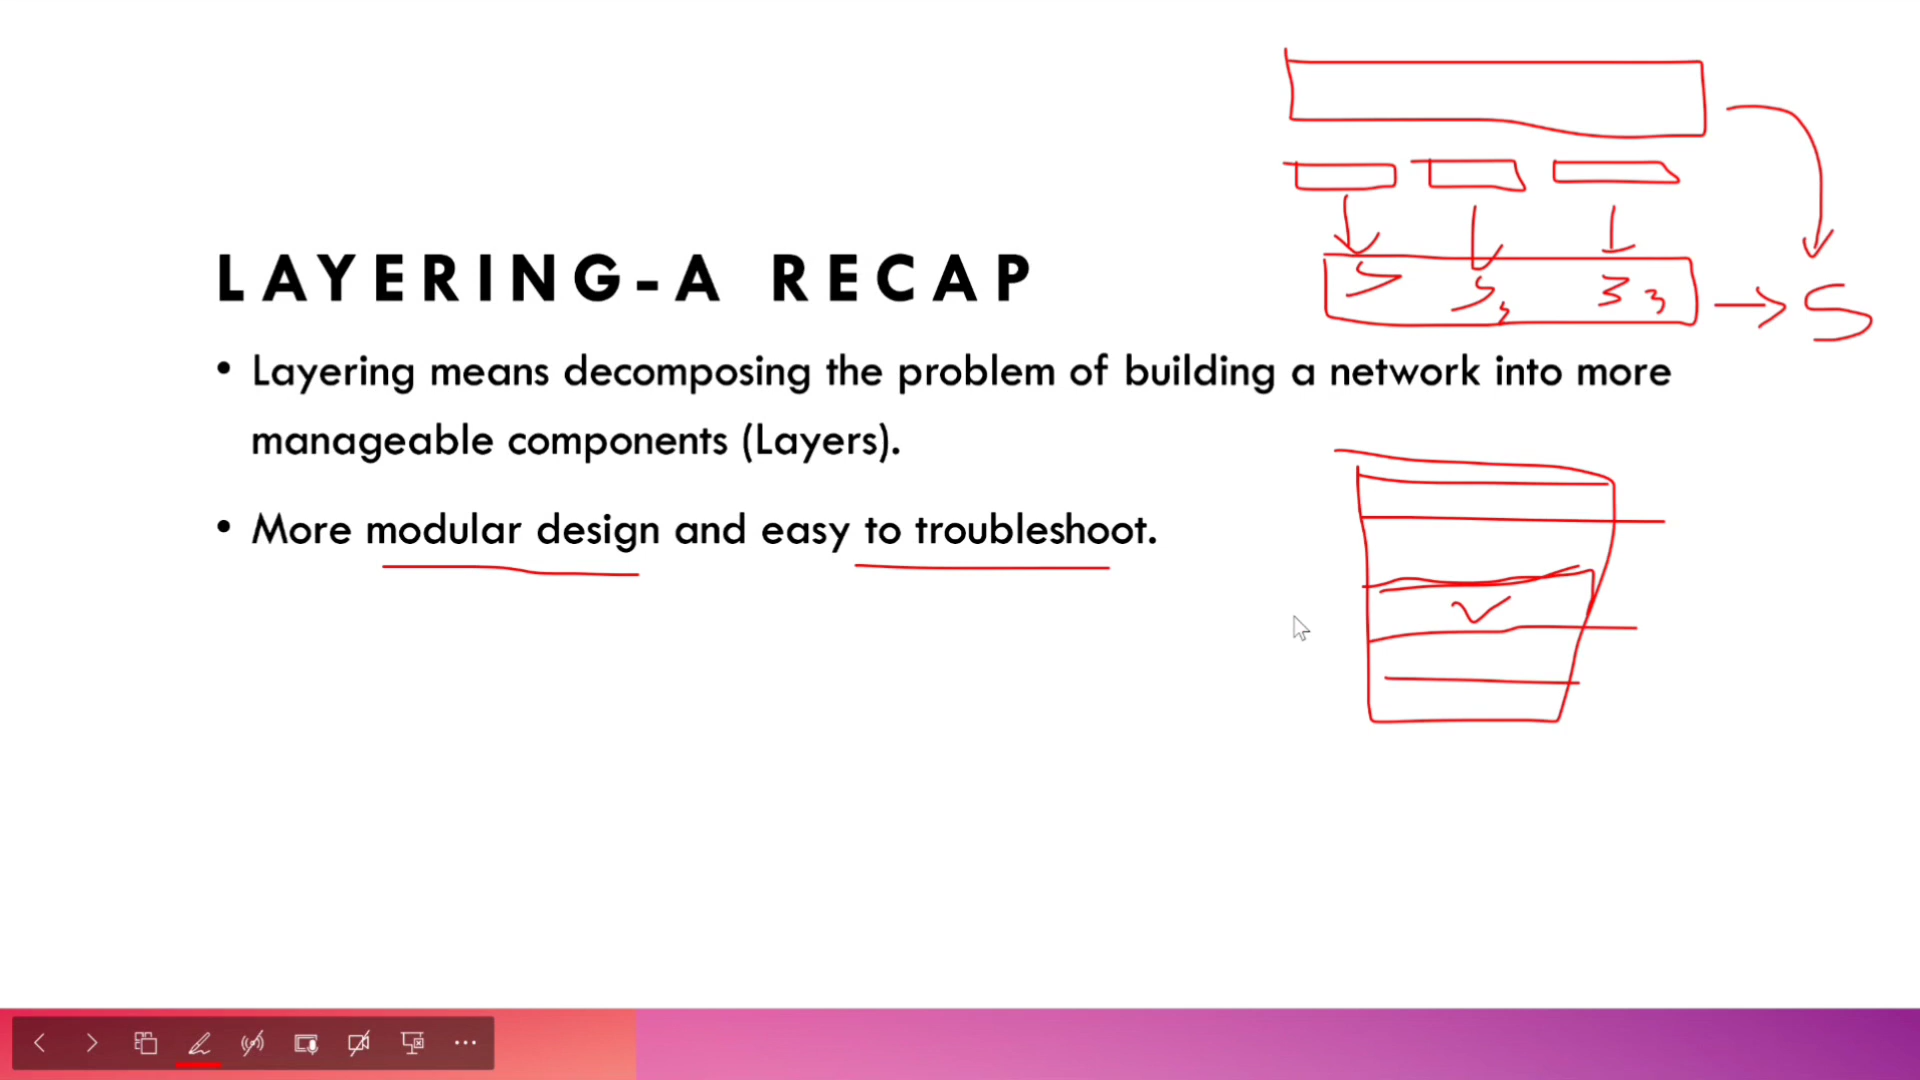 LAYERING-A RECAP
• Layering means decomposing the problem of building a network into more
manageable components (Layers).
• More modular design and easy to troubleshoot.
S
S